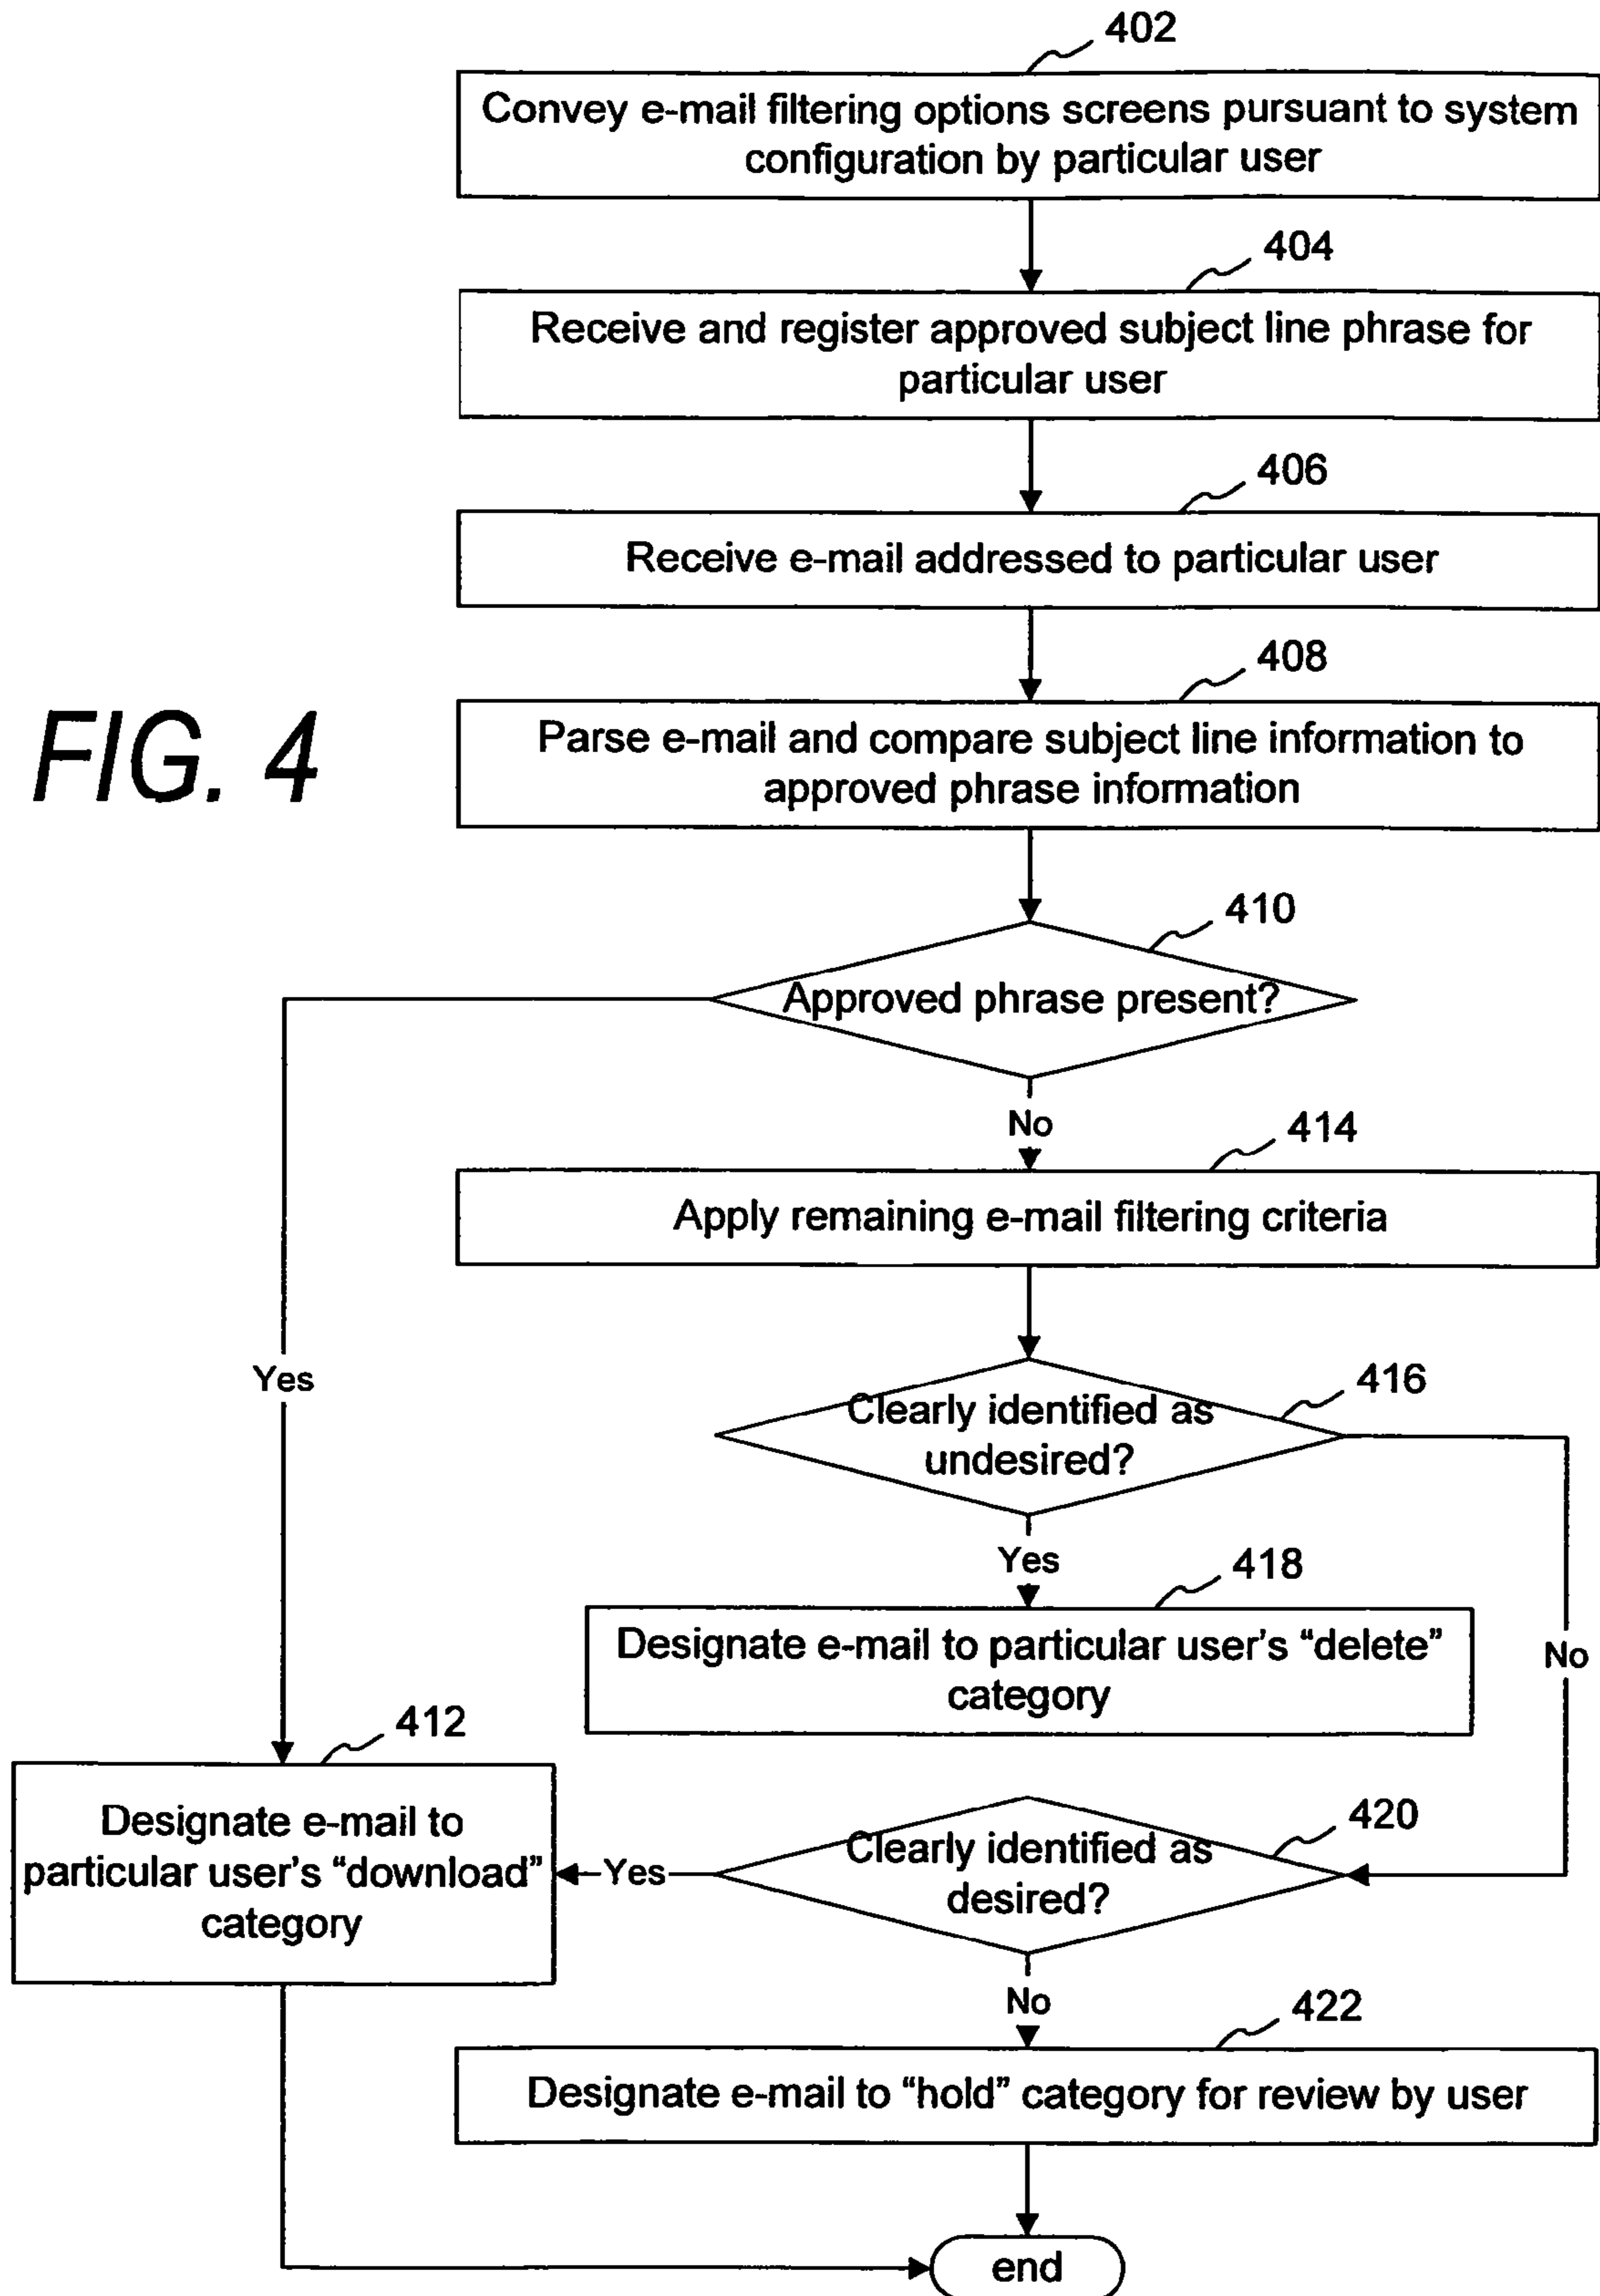 402
Convey e-mail filtering options screens pursuant to system
configuration by particular user
404
Receive and register approved subject line phrase for
particular user
406
Receive e-mail addressed to particular user
408
FIG. 4
Parse e-mail and compare subject line information to
approved phrase information
410
Approved phrase present?
No
414
Apply remaining e-mail filtering criteria
Yes
416
Clearly identified as
undesired?
Yes
418
Designate e-mail to particular user's “delete”
category
No
412
Designate e-mail to
particular user's “download”
category
420
Clearly identified as
desired?
Yes
No
422
Designate e-mail to “hold” category for review by user
end